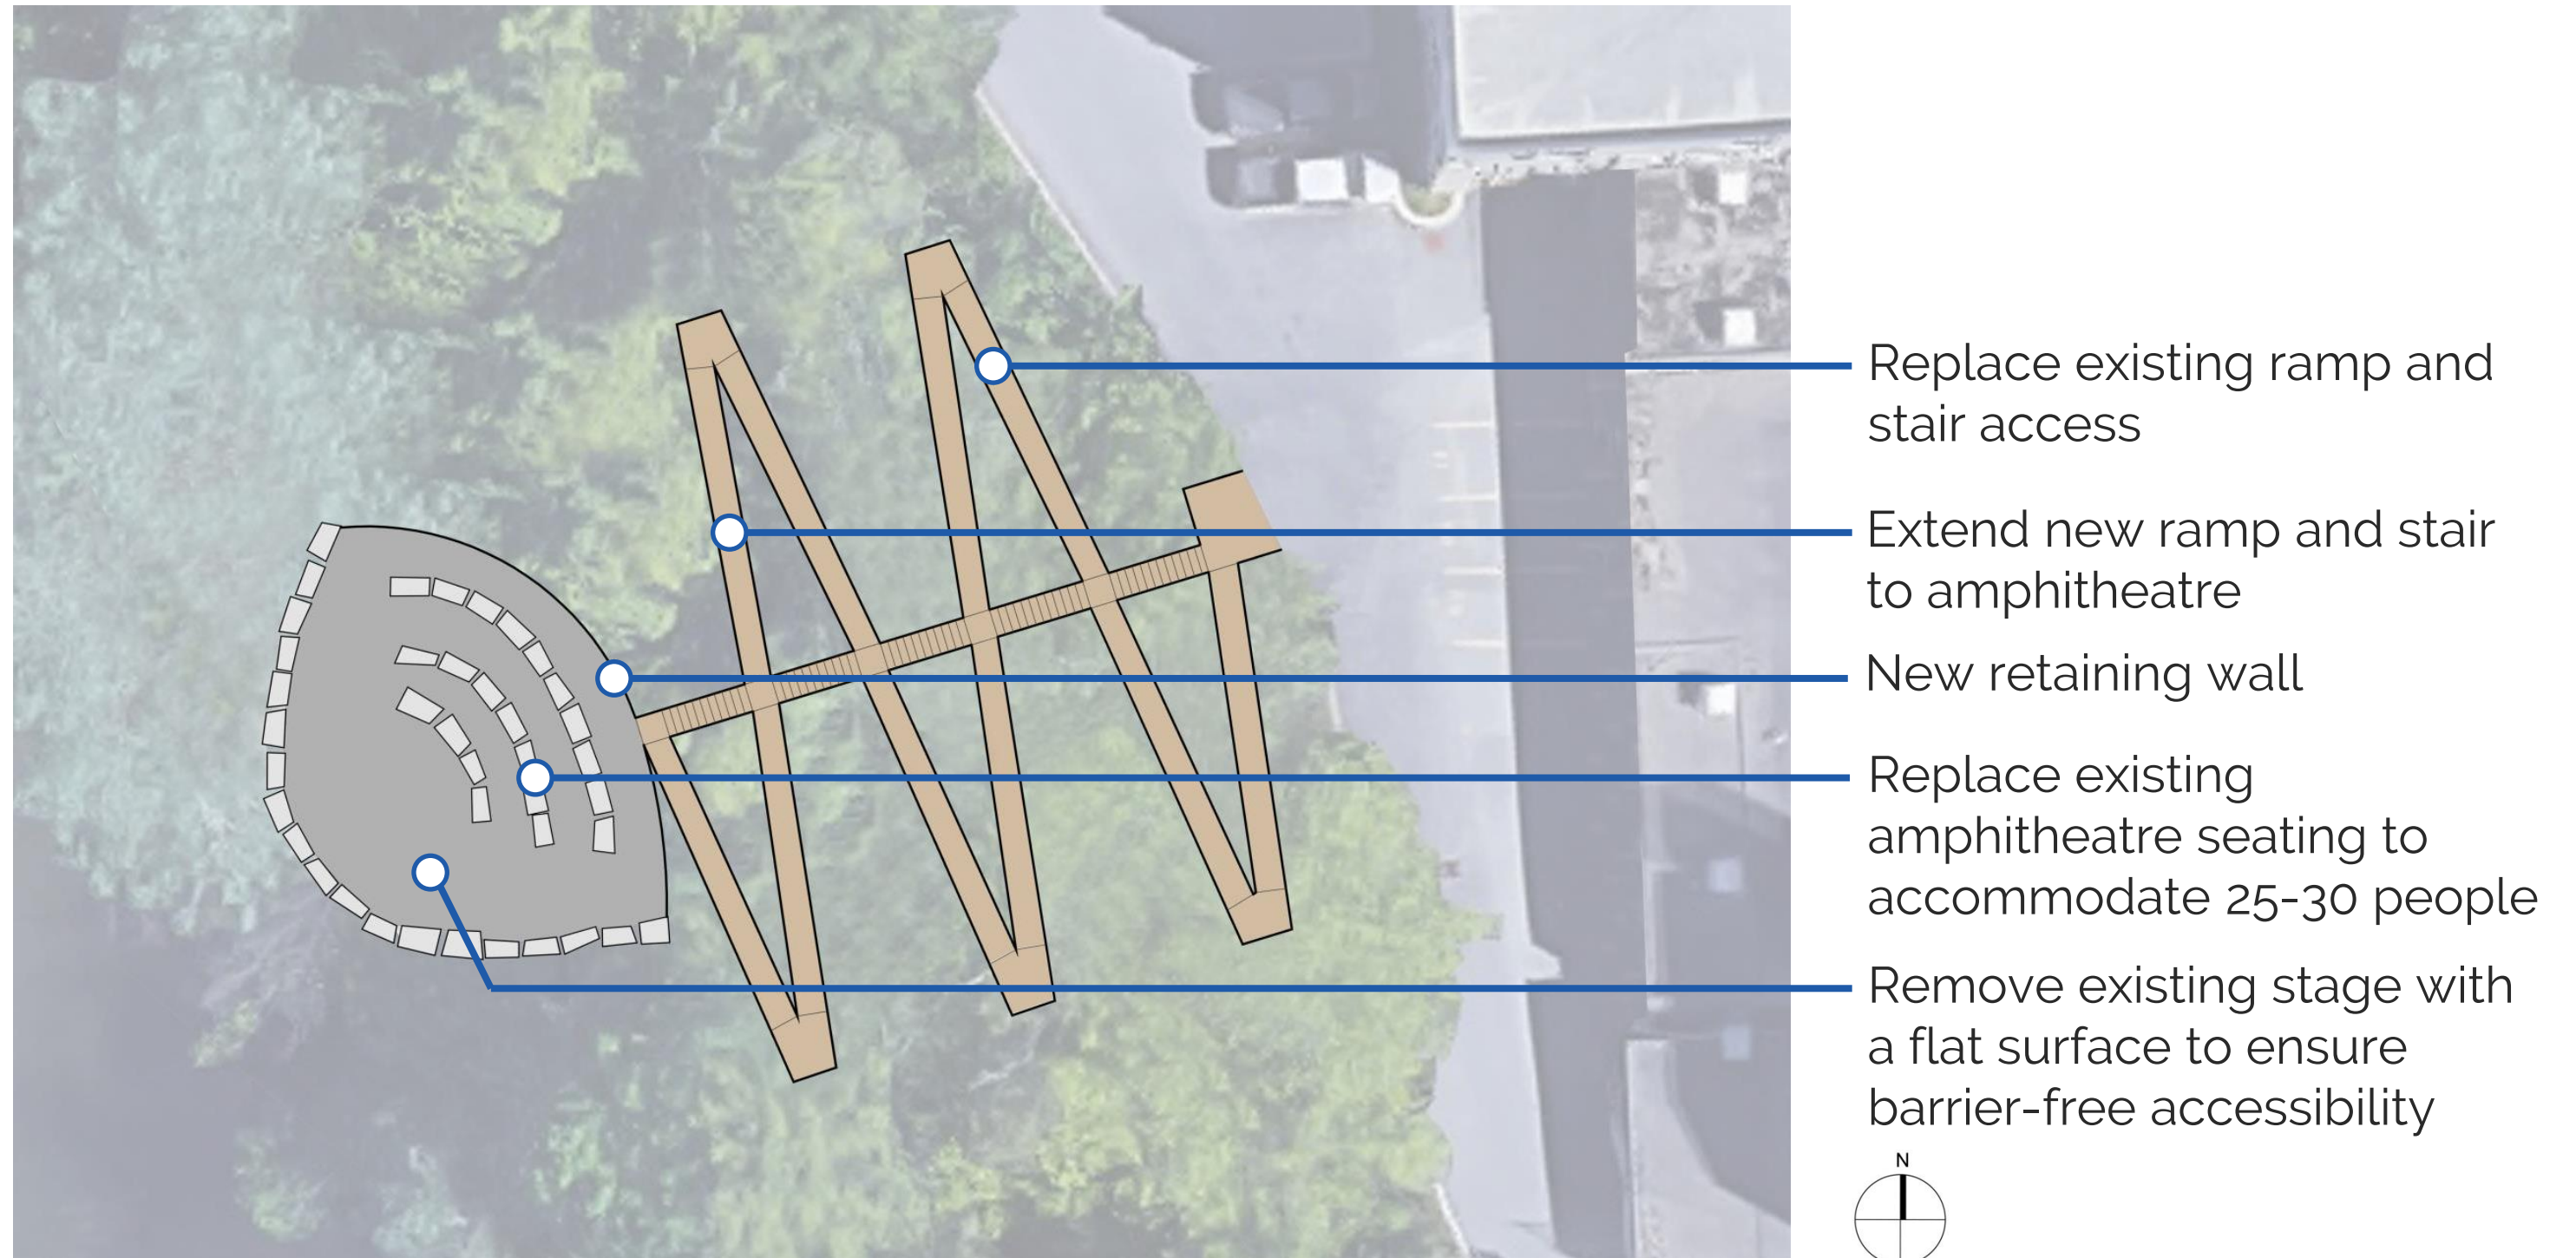 Replace existing ramp and
stair access
Extend new ramp and stair
to amphitheatre
New retaining wall
Replace existing
amphitheatre seating to
accommodate 25-30 people
Remove existing stage with
a flat surface to ensure
barrier-free accessibility
N